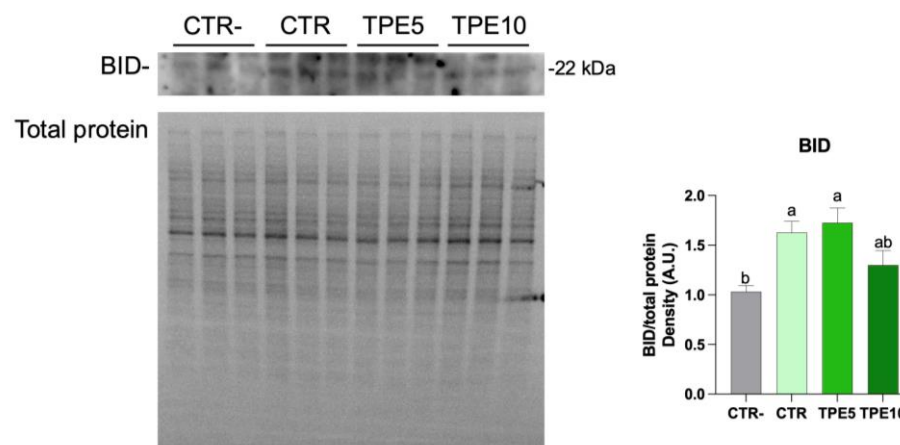 CTR- CTR TPE5 TPE10
BID- -22 kDa
Total protein
BID
BID/total protein
Density (A.U.)
2.0
1.5
1.0
0.5
0.0
b
a
a
ab
CTR- CTR TPE5 TPE10